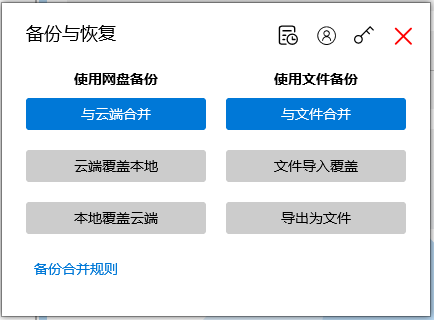 备份与恢复
使用网盘备份
使用文件备份
与云端合并
与文件合并
云端覆盖本地
文件导入覆盖
本地覆盖云端
导出为文件
备份合并规则